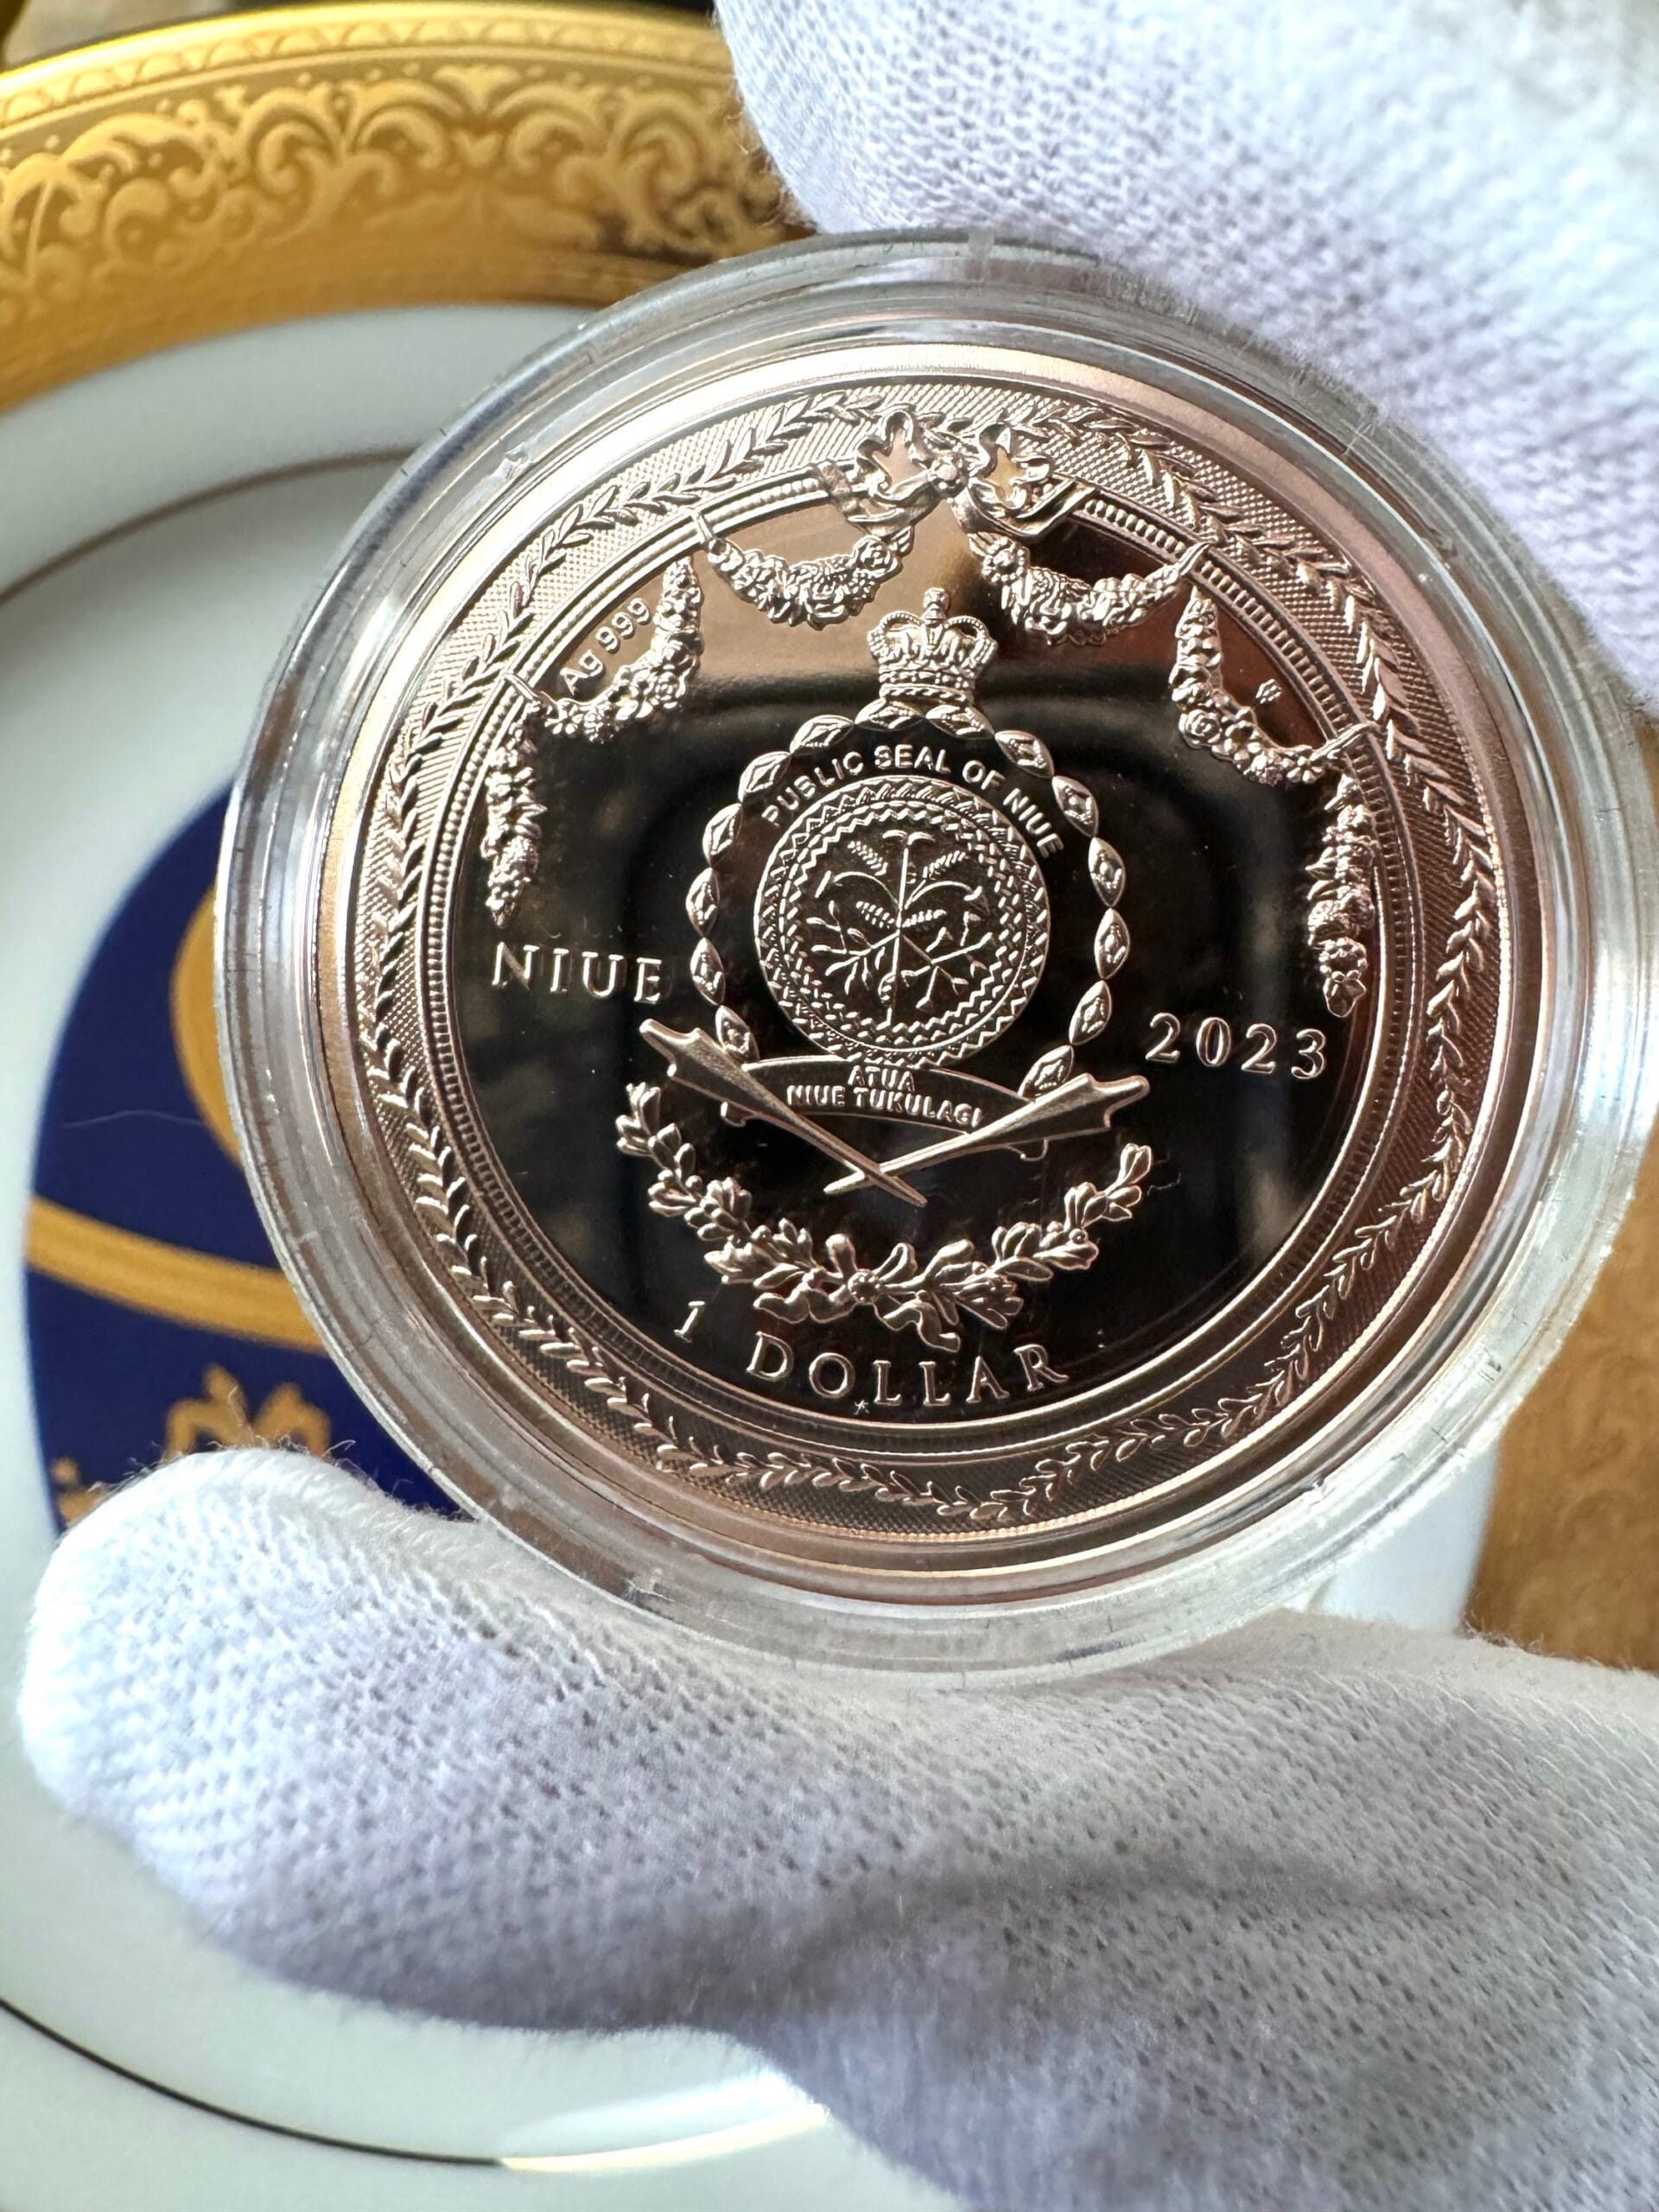 Ag 999
PUBLIC SEAL OF NIUE
NIUE
2023
ATUA
NIUE TUKULAGI
1 DOLLAR